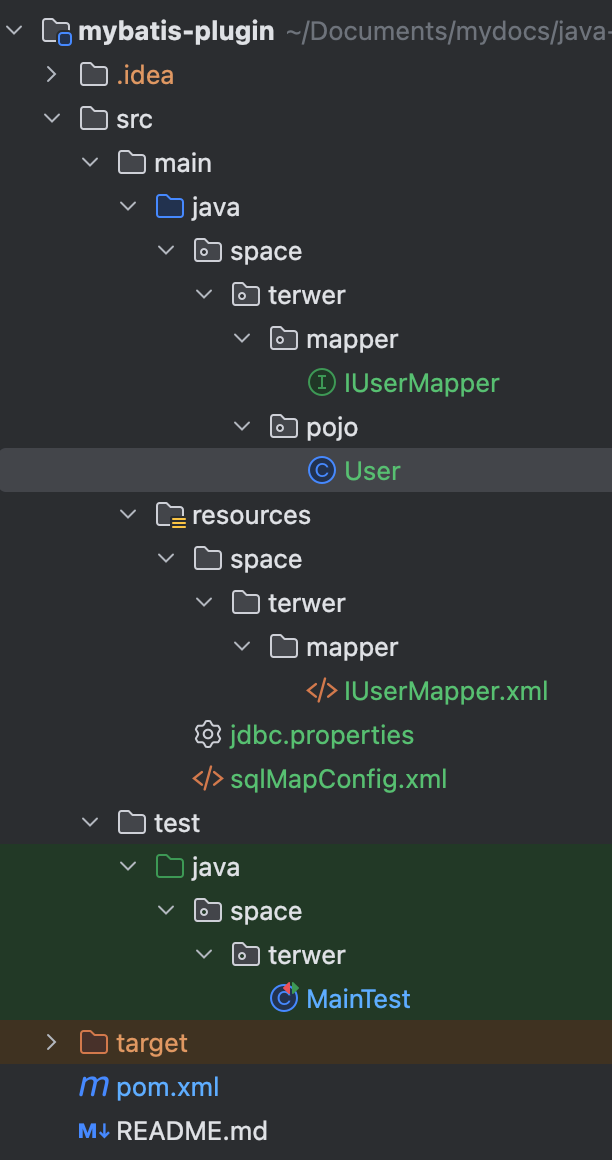 mybatis-plugin ~/Documents/mydocs/java-
.idea
src
main
java
space
terwer
mapper
I IUserMapper
pojo
C User
resources
space
terwer
mapper
</> IUserMapper.xml
jdbc.properties
</> sqlMapConfig.xml
test
java
space
terwer
C MainTest
target
m pom.xml
M↓ README.md